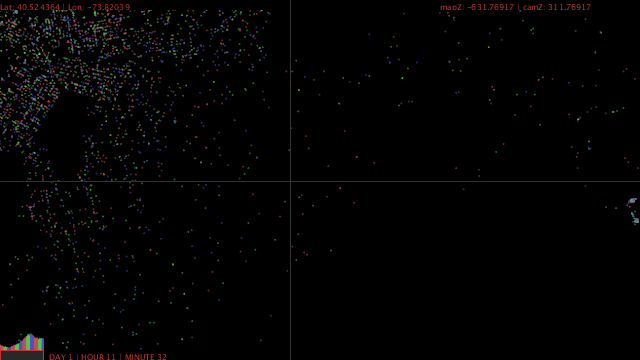 Lat: 40.524364 | Lon: -73.82039
mapZ: -631.76917 | camZ: 311.76917
DAY 1 | HOUR 11 | MINUTE 32